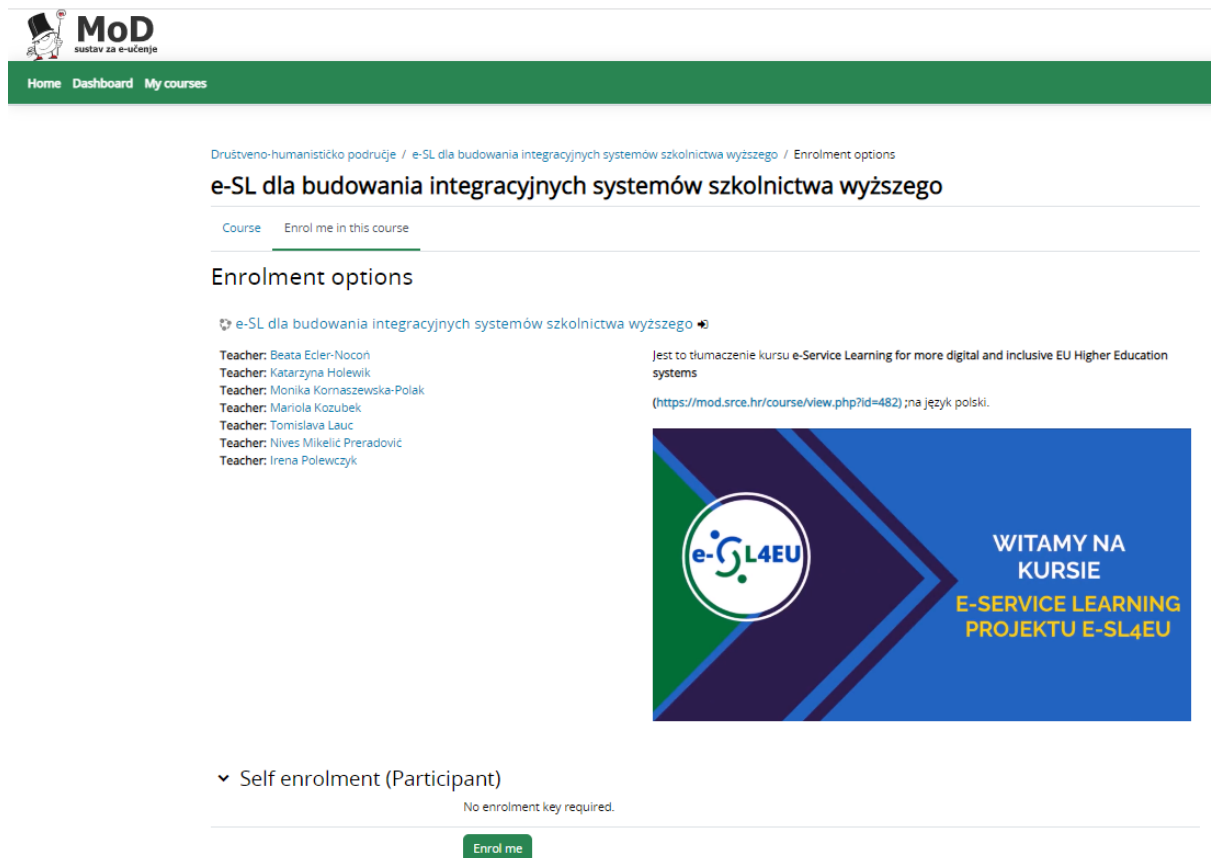 MoD
sustav za e-učenje
Home Dashboard My courses
Društveno-humanističko područje / e-SL dla budowania integracyjnych systemów szkolnictwa wyższego / Enrolment options
e-SL dla budowania integracyjnych systemów szkolnictwa wyższego
Course Enrol me in this course
Enrolment options
e-SL dla budowania integracyjnych systemów szkolnictwa wyższego
Teacher: Beata Ecler-Nocoń
Teacher: Katarzyna Holewik
Teacher: Monika Kornaszewska-Polak
Teacher: Mariola Kozubek
Teacher: Tomislava Lauc
Teacher: Nives Mikelić Preradović
Teacher: Irena Polewczyk
Jest to tłumaczenie kursu e-Service Learning for more digital and inclusive EU Higher Education
systems
(https://mod.srce.hr/course/view.php?id=482) ;na język polski.
e-SL4EU
WITAMY NA
KURSIE
E-SERVICE LEARNING
PROJEKTU E-SL4EU
Self enrolment (Participant)
No enrolment key required.
Enrol me